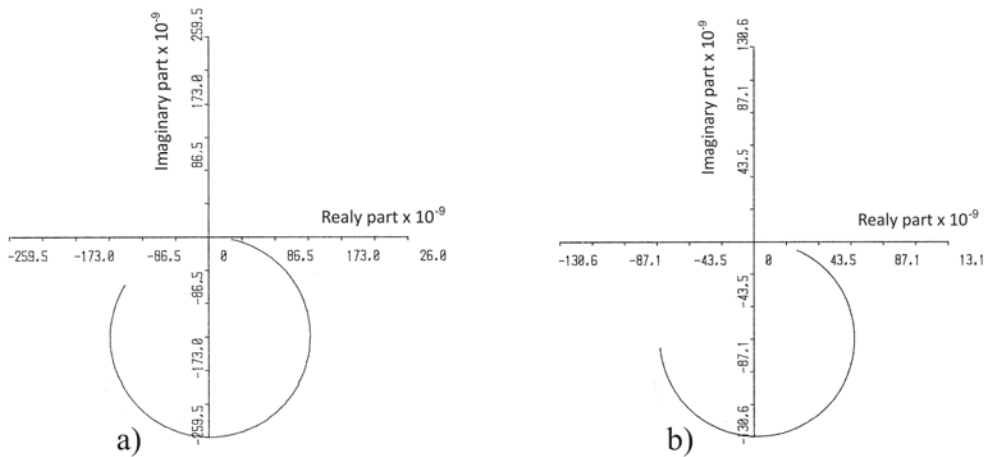 Imaginary part x 10⁻⁹
259.5
173.0
86.5
Realy part x 10⁻⁹
-259.5 -173.0 -86.5 0 86.5 173.0 26.0
-86.5
-173.0
-259.5
a)
Imaginary part x 10⁻⁹
130.6
87.1
43.5
Realy part x 10⁻⁹
-130.6 -87.1 -43.5 0 43.5 87.1 13.1
-43.5
-87.1
-130.6
b)